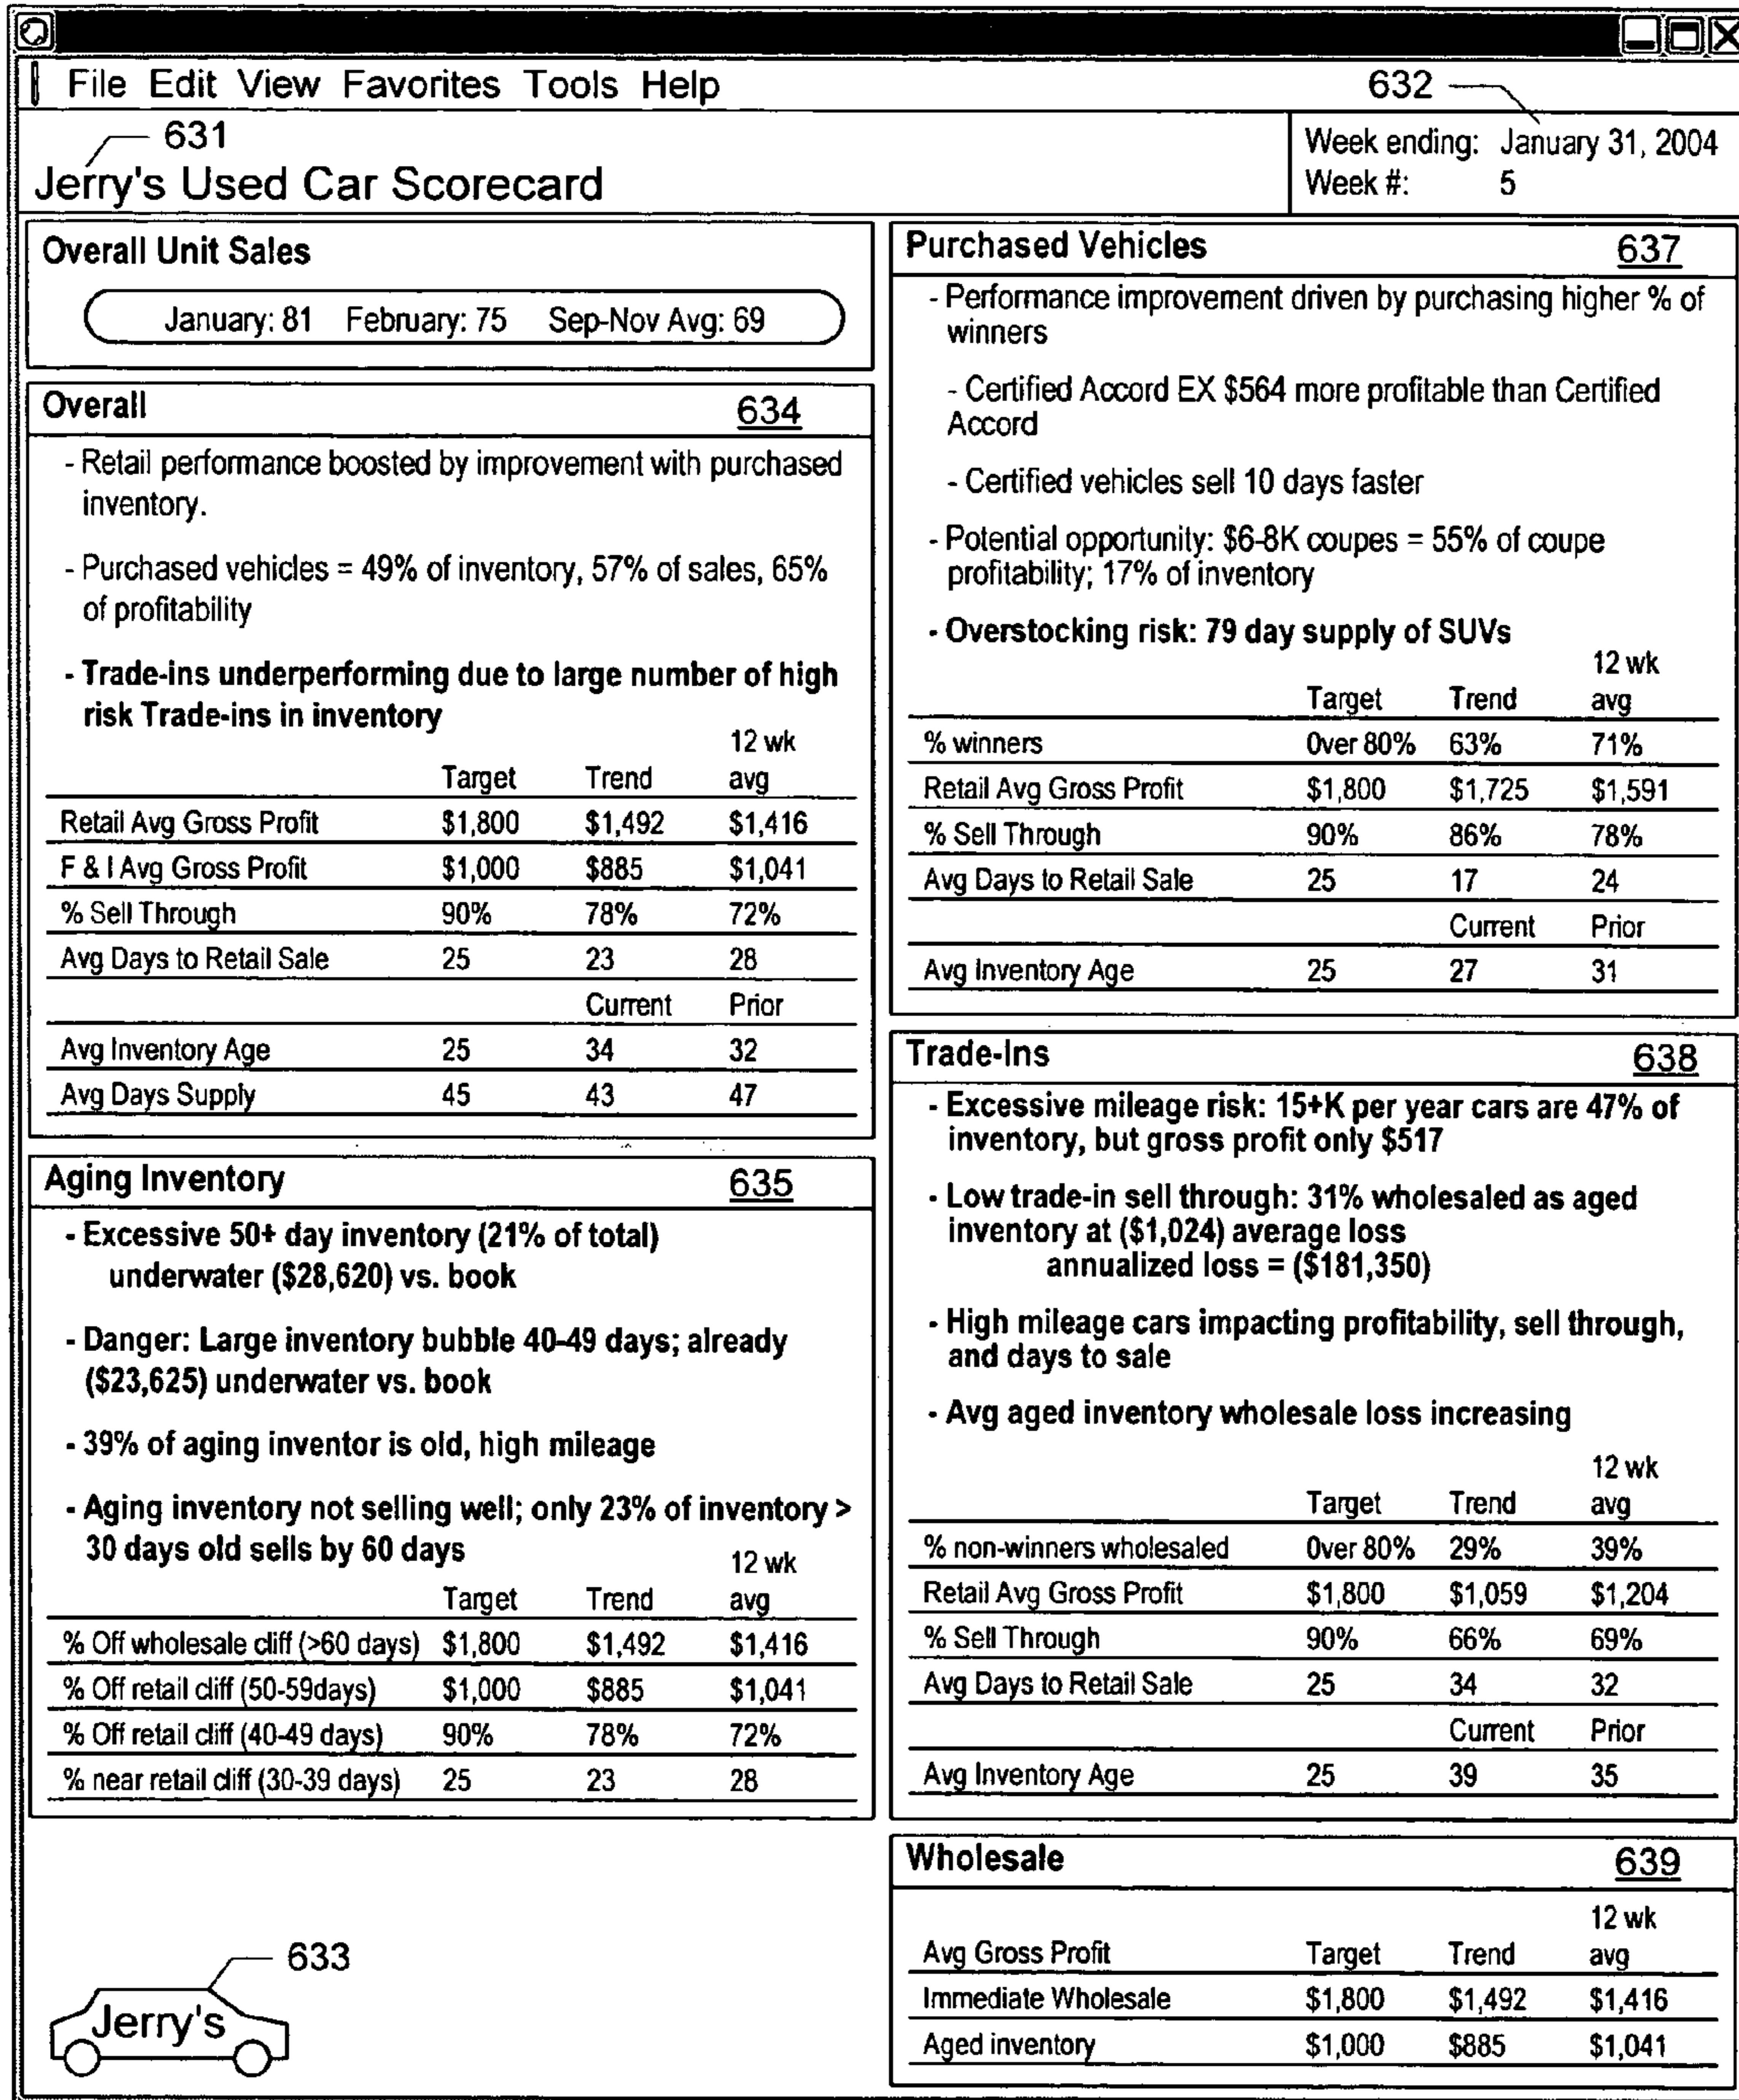 File Edit View Favorites Tools Help
632
631
Jerry's Used Car Scorecard
Week ending: January 31, 2004
Week #: 5
Overall Unit Sales
January: 81 February: 75 Sep-Nov Avg: 69
Overall 634
- Retail performance boosted by improvement with purchased
inventory.
- Purchased vehicles = 49% of inventory, 57% of sales, 65%
of profitability
- Trade-ins underperforming due to large number of high
risk Trade-ins in inventory
12 wk
Target Trend avg
Retail Avg Gross Profit $1,800 $1,492 $1,416
F & I Avg Gross Profit $1,000 $885 $1,041
% Sell Through 90% 78% 72%
Avg Days to Retail Sale 25 23 28
Current Prior
Avg Inventory Age 25 34 32
Avg Days Supply 45 43 47
Aging Inventory 635
- Excessive 50+ day inventory (21% of total)
underwater ($28,620) vs. book
- Danger: Large inventory bubble 40-49 days; already
($23,625) underwater vs. book
- 39% of aging inventor is old, high mileage
- Aging inventory not selling well; only 23% of inventory >
30 days old sells by 60 days
12 wk
Target Trend avg
% Off wholesale cliff (>60 days) $1,800 $1,492 $1,416
% Off retail cliff (50-59days) $1,000 $885 $1,041
% Off retail cliff (40-49 days) 90% 78% 72%
% near retail cliff (30-39 days) 25 23 28
633
Jerry's
Purchased Vehicles 637
- Performance improvement driven by purchasing higher % of
winners
- Certified Accord EX $564 more profitable than Certified
Accord
- Certified vehicles sell 10 days faster
- Potential opportunity: $6-8K coupes = 55% of coupe
profitability; 17% of inventory
- Overstocking risk: 79 day supply of SUVs
12 wk
Target Trend avg
% winners Over 80% 63% 71%
Retail Avg Gross Profit $1,800 $1,725 $1,591
% Sell Through 90% 86% 78%
Avg Days to Retail Sale 25 17 24
Current Prior
Avg Inventory Age 25 27 31
Trade-Ins 638
- Excessive mileage risk: 15+K per year cars are 47% of
inventory, but gross profit only $517
- Low trade-in sell through: 31% wholesaled as aged
inventory at ($1,024) average loss
annualized loss = ($181,350)
- High mileage cars impacting profitability, sell through,
and days to sale
- Avg aged inventory wholesale loss increasing
12 wk
Target Trend avg
% non-winners wholesaled Over 80% 29% 39%
Retail Avg Gross Profit $1,800 $1,059 $1,204
% Sell Through 90% 66% 69%
Avg Days to Retail Sale 25 34 32
Current Prior
Avg Inventory Age 25 39 35
Wholesale 639
12 wk
Avg Gross Profit Target Trend avg
Immediate Wholesale $1,800 $1,492 $1,416
Aged inventory $1,000 $885 $1,041